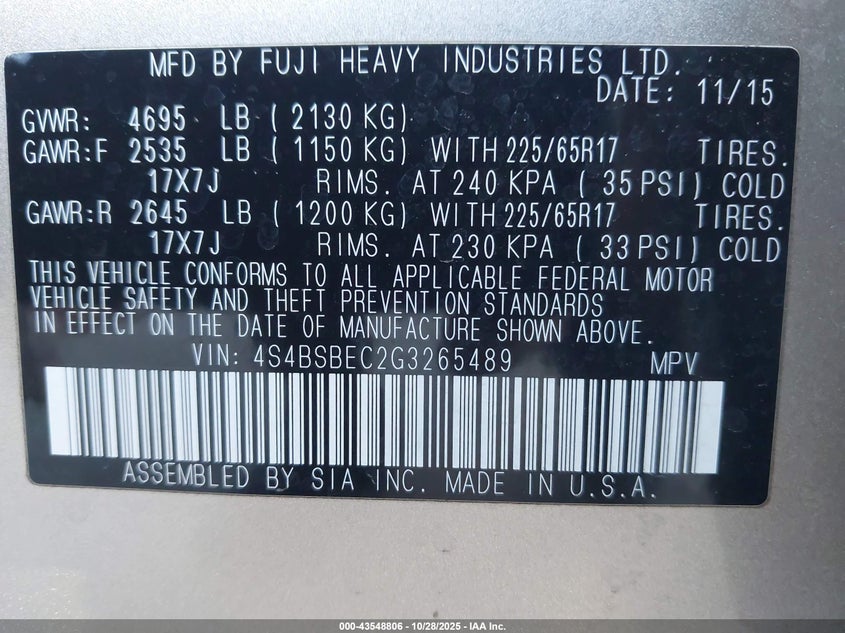 MFD BY FUJI HEAVY INDUSTRIES LTD.
DATE: 11/15
GVWR: 4695 LB ( 2130 KG)
GAWR:F 2535 LB ( 1150 KG) WITH 225/65R17 TIRES.
17X7J RIMS. AT 240 KPA ( 35 PSI) COLD
GAWR:R 2645 LB ( 1200 KG) WITH 225/65R17 TIRES.
17X7J RIMS. AT 230 KPA ( 33 PSI) COLD
THIS VEHICLE CONFORMS TO ALL APPLICABLE FEDERAL MOTOR
VEHICLE SAFETY AND THEFT PREVENTION STANDARDS
IN EFFECT ON THE DATE OF MANUFACTURE SHOWN ABOVE.
VIN: 4S4BSBEC2G3265489 MPV
ASSEMBLED BY SIA INC. MADE IN U.S.A.
000-43548806 - 10/28/2025 - IAA Inc.